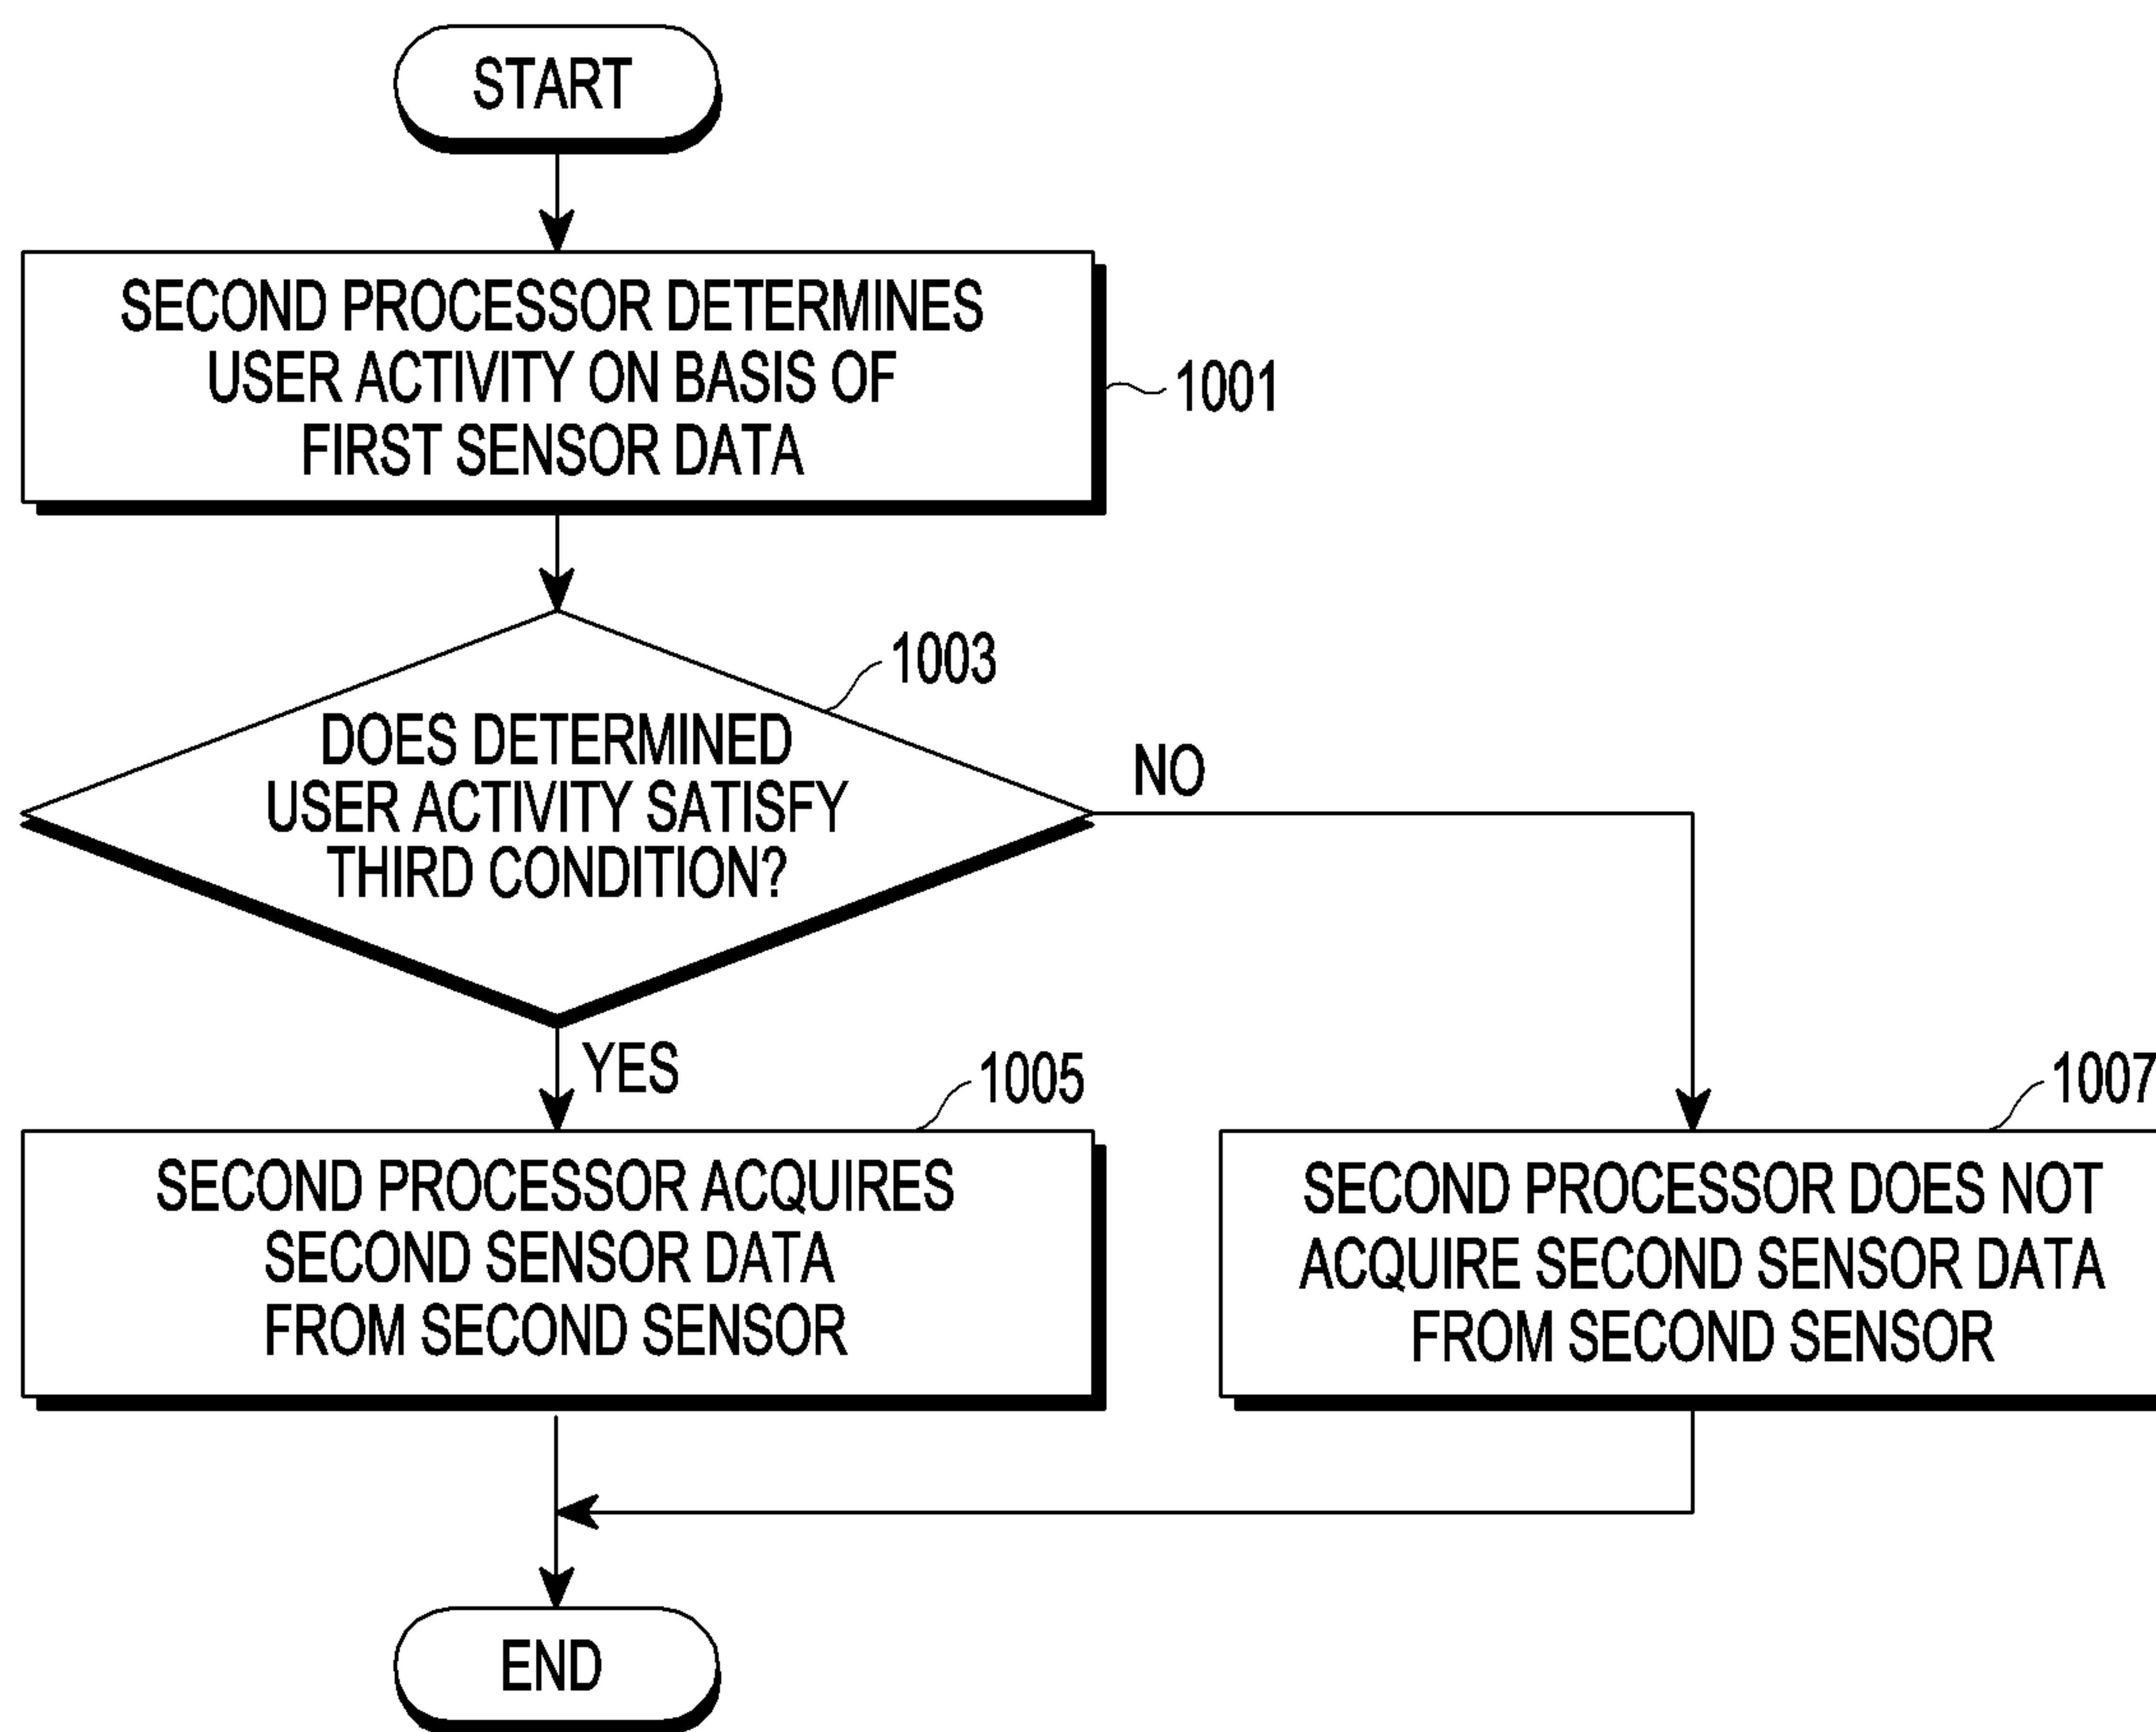 START
SECOND PROCESSOR DETERMINES
USER ACTIVITY ON BASIS OF
FIRST SENSOR DATA
1001
1003
DOES DETERMINED
USER ACTIVITY SATISFY
THIRD CONDITION?
NO
YES
1005
1007
SECOND PROCESSOR ACQUIRES
SECOND SENSOR DATA
FROM SECOND SENSOR
SECOND PROCESSOR DOES NOT
ACQUIRE SECOND SENSOR DATA
FROM SECOND SENSOR
END